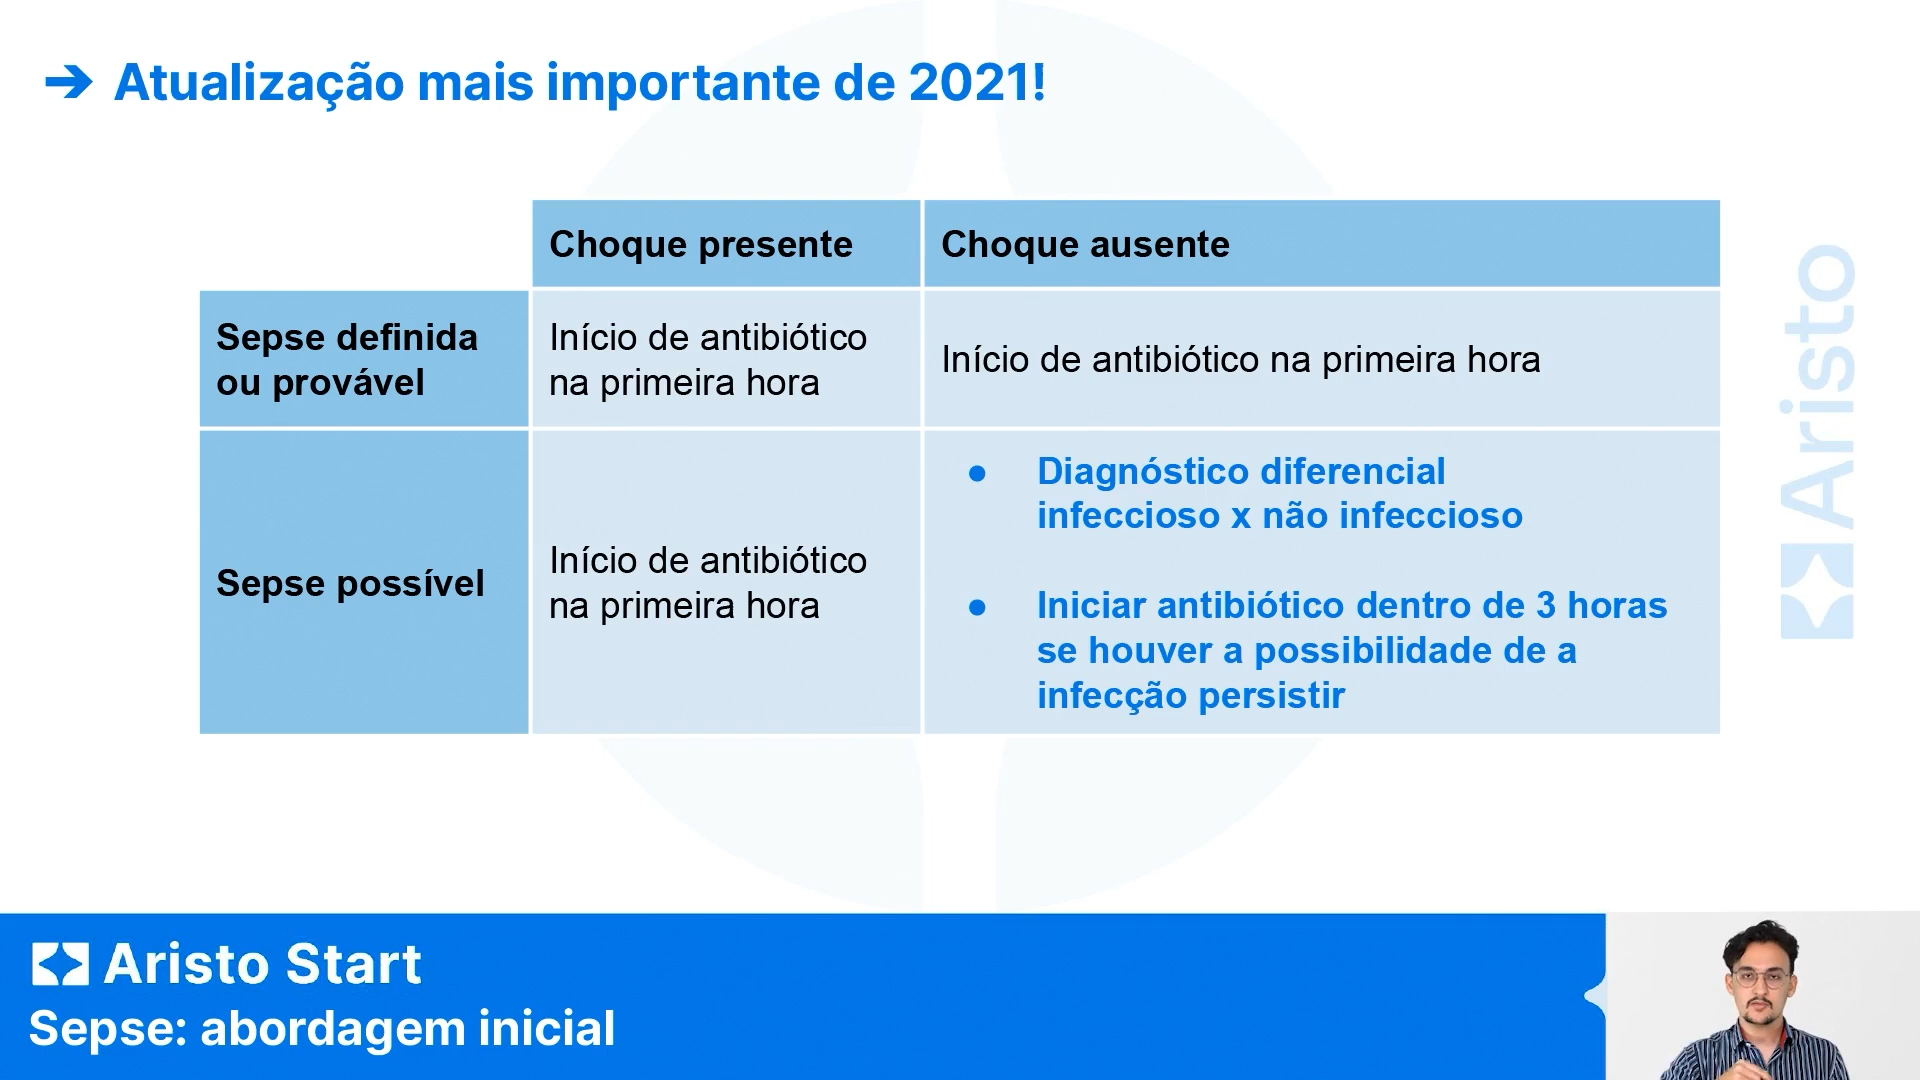 ➔ Atualização mais importante de 2021!
Choque presente
Choque ausente
Sepse definida
ou provável
Início de antibiótico
na primeira hora
Início de antibiótico na primeira hora
Sepse possível
Início de antibiótico
na primeira hora
● Diagnóstico diferencial
infeccioso x não infeccioso
● Iniciar antibiótico dentro de 3 horas
se houver a possibilidade de a
infecção persistir
Aristo
Aristo Start
Sepse: abordagem inicial